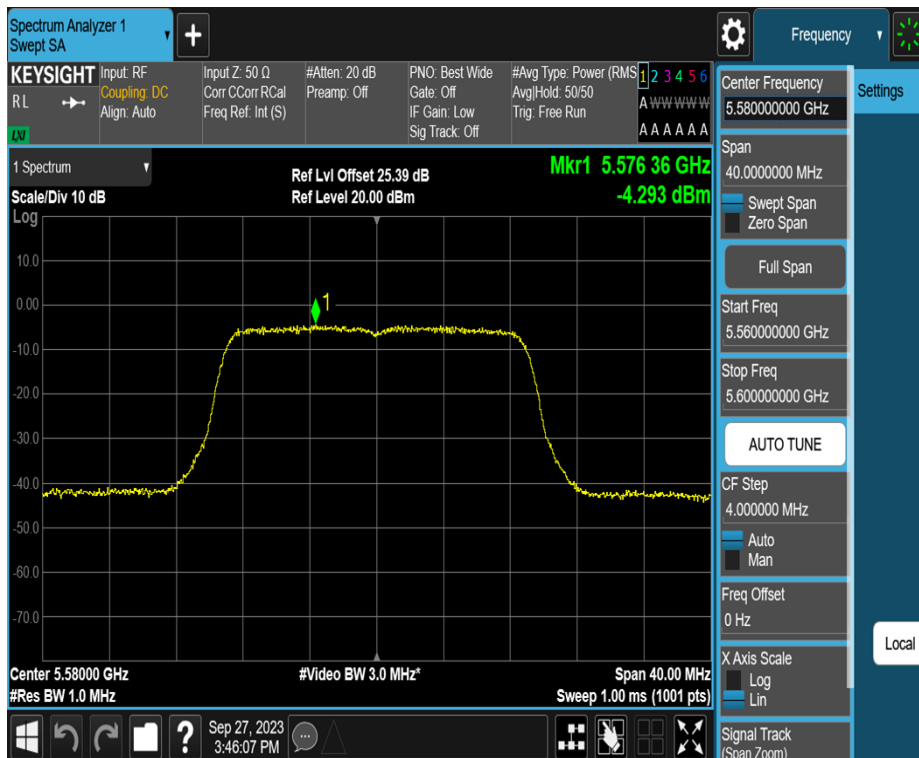 Spectrum Analyzer 1
Swept SA
+
Frequency
KEYSIGHT
RL
LXI
Input: RF
Coupling: DC
Align: Auto
Input Z: 50 Ω
Corr CCorr RCal
Freq Ref: Int (S)
#Atten: 20 dB
Preamp: Off
PNO: Best Wide
Gate: Off
IF Gain: Low
Sig Track: Off
#Avg Type: Power (RMS
Avg|Hold: 50/50
Trig: Free Run
1 2 3 4 5 6
A W W W W W
A A A A A A
1 Spectrum
Scale/Div 10 dB
Log
Ref Lvl Offset 25.39 dB
Ref Level 20.00 dBm
Mkr1 5.576 36 GHz
-4.293 dBm
10.0
0.00
-10.0
-20.0
-30.0
-40.0
-50.0
-60.0
-70.0
1
Center 5.58000 GHz
#Res BW 1.0 MHz
#Video BW 3.0 MHz*
Span 40.00 MHz
Sweep 1.00 ms (1001 pts)
?
Sep 27, 2023
3:46:07 PM
Center Frequency
5.580000000 GHz
Span
40.0000000 MHz
Swept Span
Zero Span
Full Span
Start Freq
5.560000000 GHz
Stop Freq
5.600000000 GHz
AUTO TUNE
CF Step
4.000000 MHz
Auto
Man
Freq Offset
0 Hz
X Axis Scale
Log
Lin
Signal Track
(Span Zoom)
Settings
Local